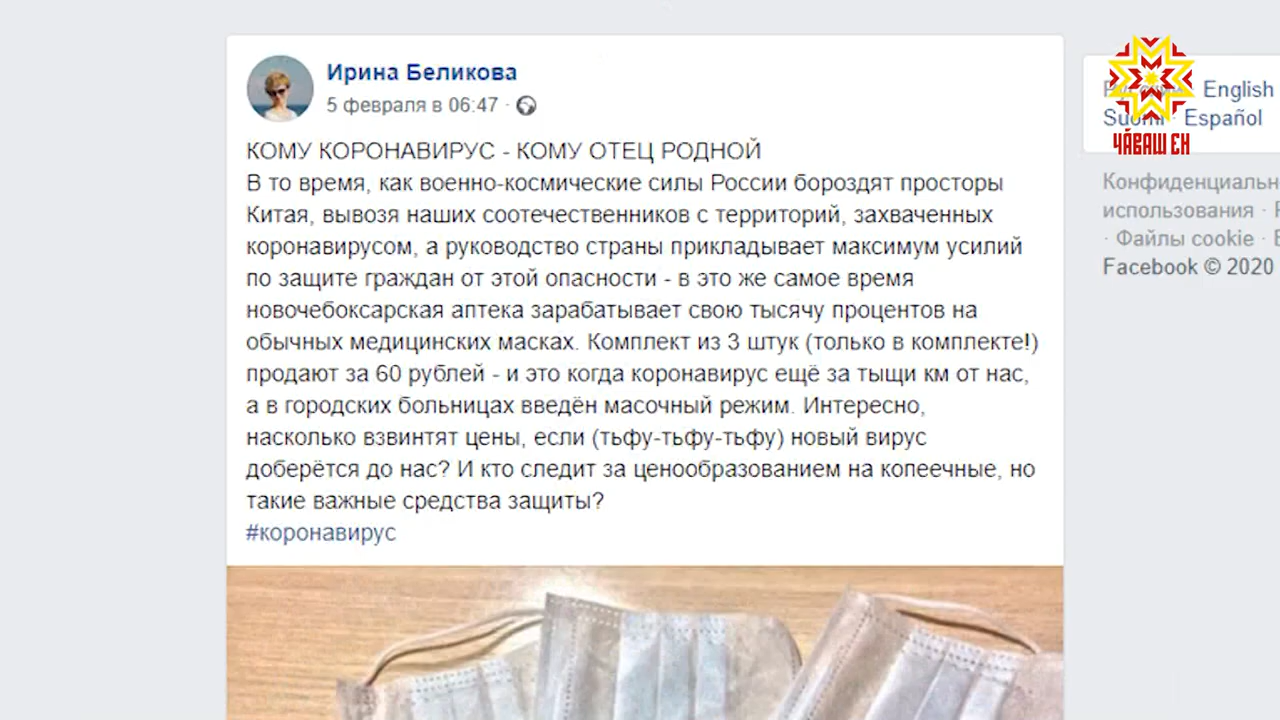 Ирина Беликова
5 февраля в 06:47 ·
КОМУ КОРОНАВИРУС - КОМУ ОТЕЦ РОДНОЙ
В то время, как военно-космические силы России бороздят просторы
Китая, вывозя наших соотечественников с территорий, захваченных
коронавирусом, а руководство страны прикладывает максимум усилий
по защите граждан от этой опасности - в это же самое время
новочебоксарская аптека зарабатывает свою тысячу процентов на
обычных медицинских масках. Комплект из 3 штук (только в комплекте!)
продают за 60 рублей - и это когда коронавирус ещё за тыщи км от нас,
а в городских больницах введён масочный режим. Интересно,
насколько взвинтят цены, если (тьфу-тьфу-тьфу) новый вирус
доберётся до нас? И кто следит за ценообразованием на копеечные, но
такие важные средства защиты?
#коронавирус
English
Suomi · Español
Конфиденциальн
использования ·
· Файлы cookie ·
Facebook © 2020
ЧӐВАШ ЕН